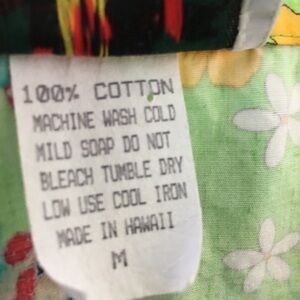 100% COTTON
MACHINE WASH COLD
MILD SOAP DO NOT
BLEACH TUMBLE DRY
LOW USE COOL IRON
MADE IN HAWAII
M